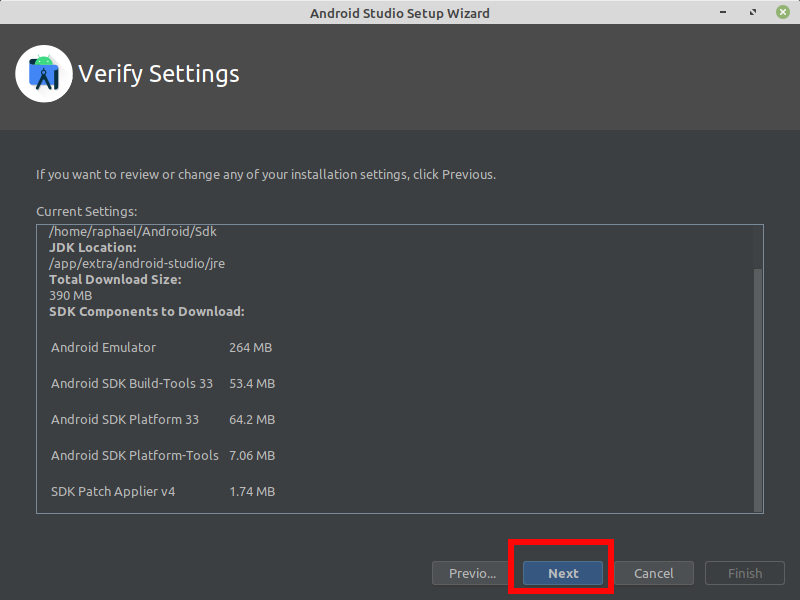 Android Studio Setup Wizard
Verify Settings
If you want to review or change any of your installation settings, click Previous.
Current Settings:
/home/raphael/Android/Sdk
JDK Location:
/app/extra/android-studio/jre
Total Download Size:
390 MB
SDK Components to Download:
Android Emulator 264 MB
Android SDK Build-Tools 33 53.4 MB
Android SDK Platform 33 64.2 MB
Android SDK Platform-Tools 7.06 MB
SDK Patch Applier v4 1.74 MB
Previo... Next Cancel Finish